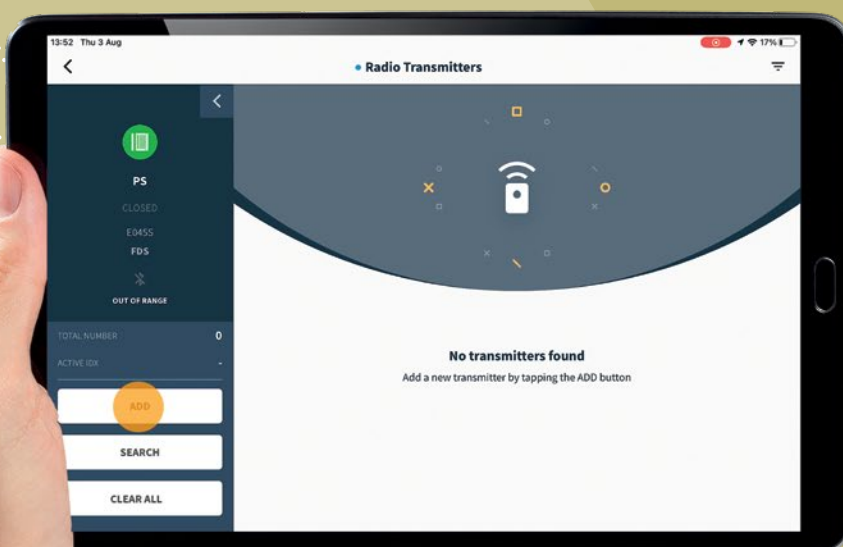 13:52 Thu 3 Aug
17%
Radio Transmitters
PS
CLOSED
E045S
FDS
OUT OF RANGE
TOTAL NUMBER 0
ACTIVE IDX -
ADD
SEARCH
CLEAR ALL
No transmitters found
Add a new transmitter by tapping the ADD button